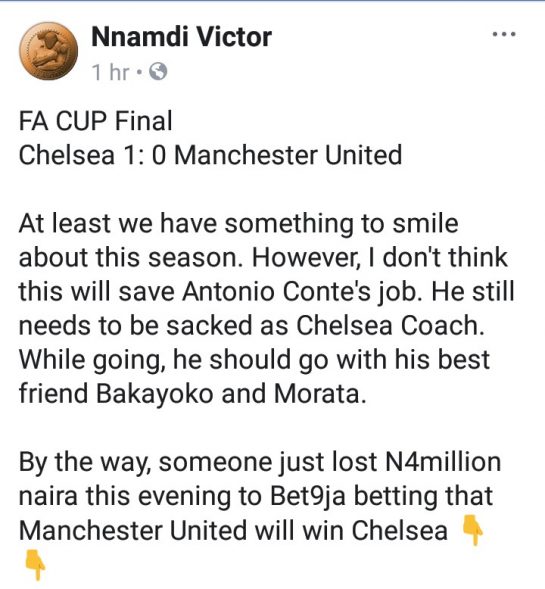 Nnamdi Victor
1 hr •
FA CUP Final
Chelsea 1: 0 Manchester United
At least we have something to smile
about this season. However, I don't think
this will save Antonio Conte's job. He still
needs to be sacked as Chelsea Coach.
While going, he should go with his best
friend Bakayoko and Morata.
By the way, someone just lost N4million
naira this evening to Bet9ja betting that
Manchester United will win Chelsea 👇
👇